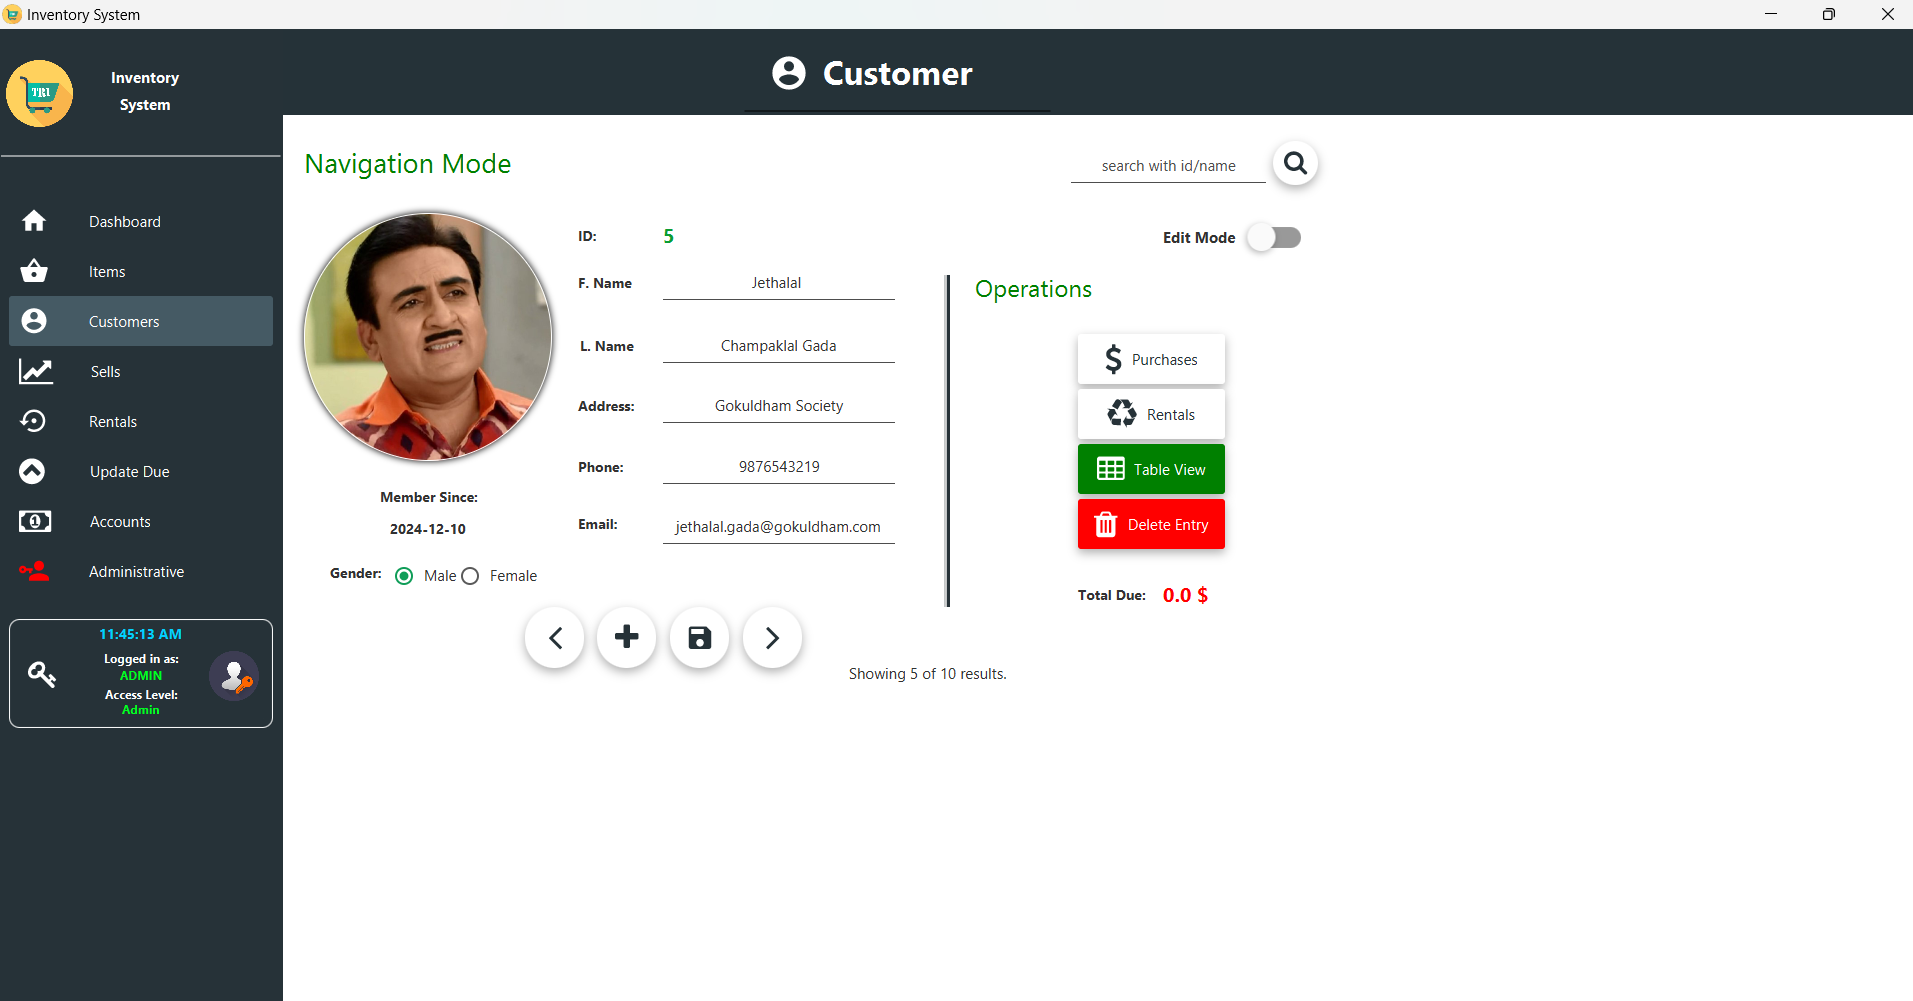 Inventory System
TRI
Inventory
System
Customer
Dashboard
Items
Customers
Sells
Rentals
Update Due
Accounts
Administrative
11:45:13 AM
Logged in as:
ADMIN
Access Level:
Admin
Navigation Mode
search with id/name
Edit Mode
ID: 5
F. Name Jethalal
L. Name Champaklal Gada
Address: Gokuldham Society
Phone: 9876543219
Email: jethalal.gada@gokuldham.com
Member Since:
2024-12-10
Gender: Male Female
Operations
$ Purchases
Rentals
Table View
Delete Entry
Total Due: 0.0 $
Showing 5 of 10 results.